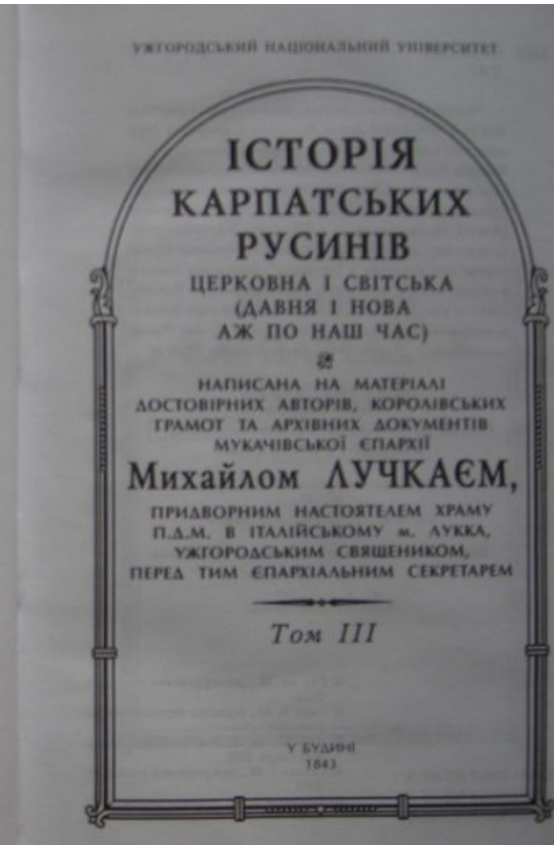 УЖГОРОДСЬКИЙ НАЦІОНАЛЬНИЙ УНІВЕРСИТЕТ
ІСТОРІЯ
КАРПАТСЬКИХ
РУСИНІВ
ЦЕРКОВНА І СВІТСЬКА
(ДАВНЯ І НОВА
АЖ ПО НАШ ЧАС)
НАПИСАНА НА МАТЕРІАЛІ
ДОСТОВІРНИХ АВТОРІВ, КОРОЛІВСЬКИХ
ГРАМОТ ТА АРХІВНИХ ДОКУМЕНТІВ
МУКАЧІВСЬКОЇ ЄПАРХІЇ
Михайлом ЛУЧКАЄМ,
ПРИДВОРНИМ НАСТОЯТЕЛЕМ ХРАМУ
П.Д.М. В ІТАЛІЙСЬКОМУ м. ЛУККА,
УЖГОРОДСЬКИМ СВЯЩЕНИКОМ,
ПЕРЕД ТИМ ЄПАРХІАЛЬНИМ СЕКРЕТАРЕМ
Том III
У БУДИНІ
1843